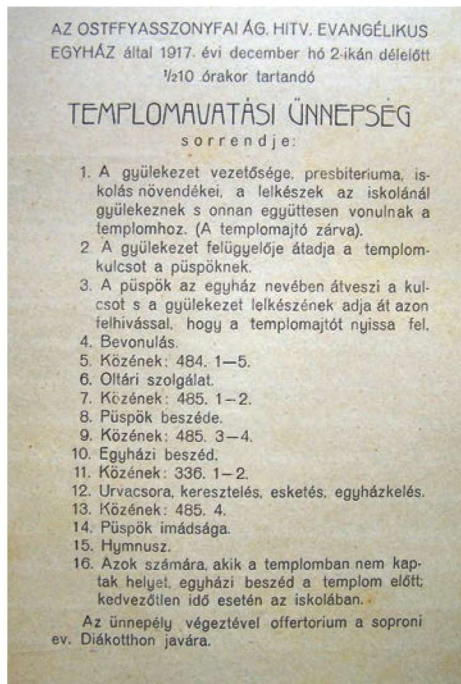 AZ OSTFFYASSZONYFAI ÁG. HITV. EVANGÉLIKUS
EGYHÁZ által 1917. évi december hó 2-ikán délelőtt
½10 órakor tartandó
TEMPLOMAVATÁSI ÜNNEPSÉG
sorrendje:
1. A gyülekezet vezetősége, presbiteriuma, is-
kolás növendékei, a lelkészek az iskolánál
gyülekeznek s onnan együttesen vonulnak a
templomhoz. (A templomajtó zárva).
2. A gyülekezet felügyelője átadja a templom-
kulcsot a püspöknek.
3. A püspök az egyház nevében átveszi a kul-
csot s a gyülekezet lelkészének adja át azon
felhivással, hogy a templomajtót nyissa fel.
4. Bevonulás.
5. Közének: 484. 1—5.
6. Oltári szolgálat.
7. Közének: 485. 1—2.
8. Püspök beszéde.
9. Közének: 485. 3—4.
10. Egyházi beszéd.
11. Közének: 336. 1—2.
12. Urvacsora, keresztelés, esketés, egyházkelés.
13. Közének: 485. 4.
14. Püspök imádsága.
15. Hymnusz.
16. Azok számára, akik a templomban nem kap-
tak helyet, egyházi beszéd a templom előtt;
kedvezőtlen idő esetén az iskolában.
Az ünnepély végeztével offertorium a soproni
ev. Diákotthon javára.